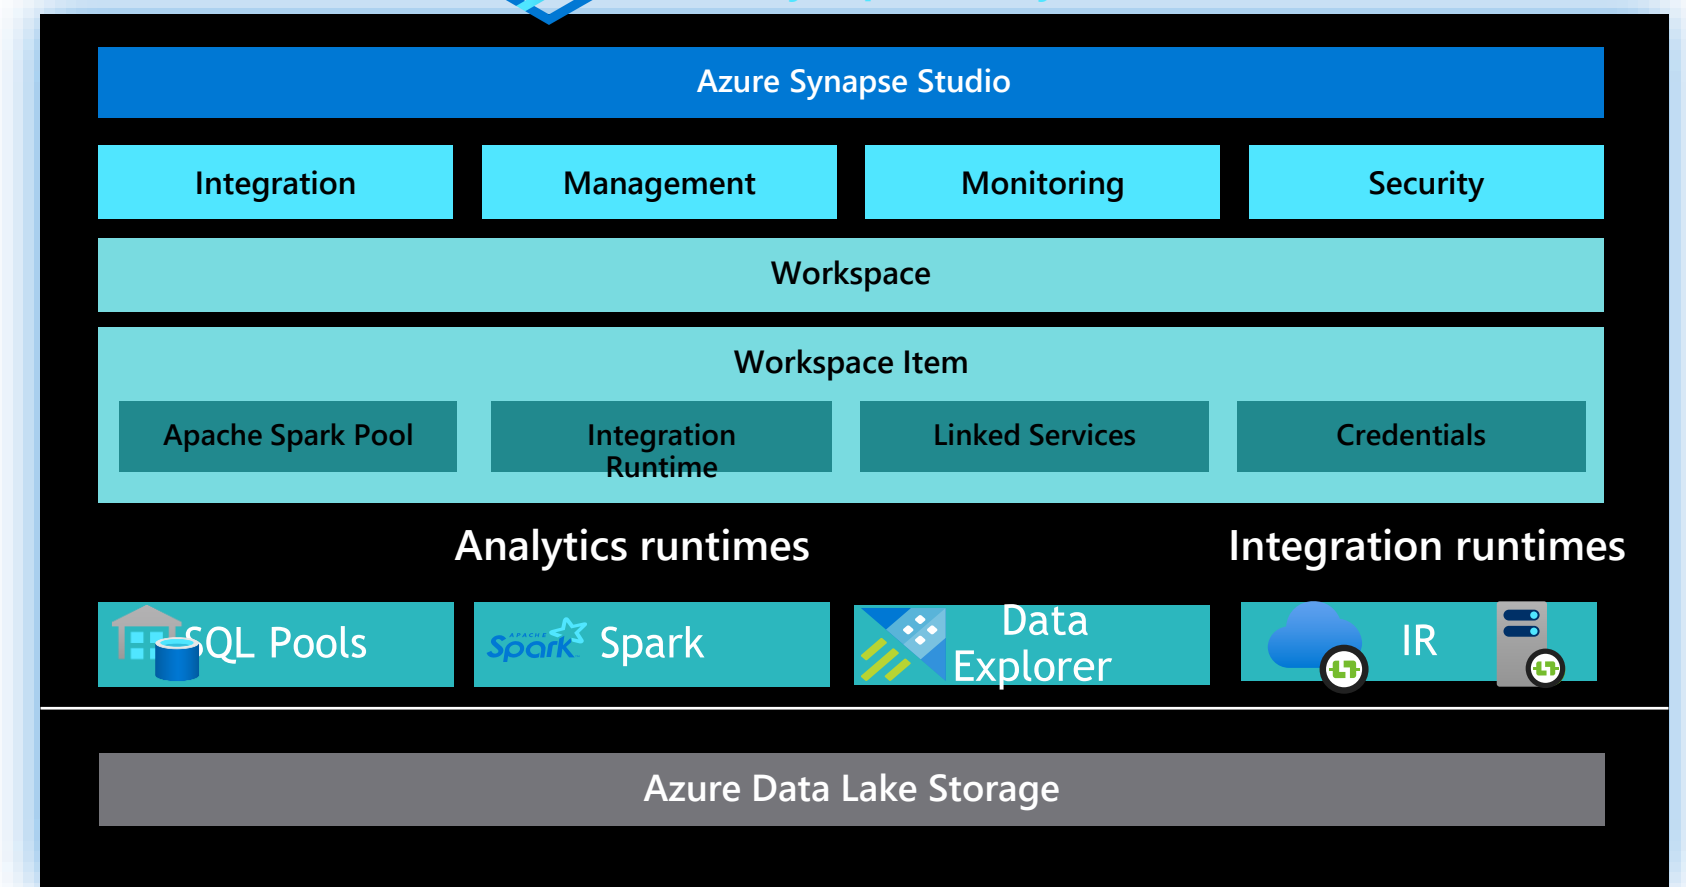 Azure Synapse Studio
Integration
Management
Monitoring
Security
Workspace
Workspace Item
Apache Spark Pool
Integration
Runtime
Linked Services
Credentials
Analytics runtimes
Integration runtimes
SQL Pools
APACHE
Spark
Spark
Data
Explorer
IR
Azure Data Lake Storage